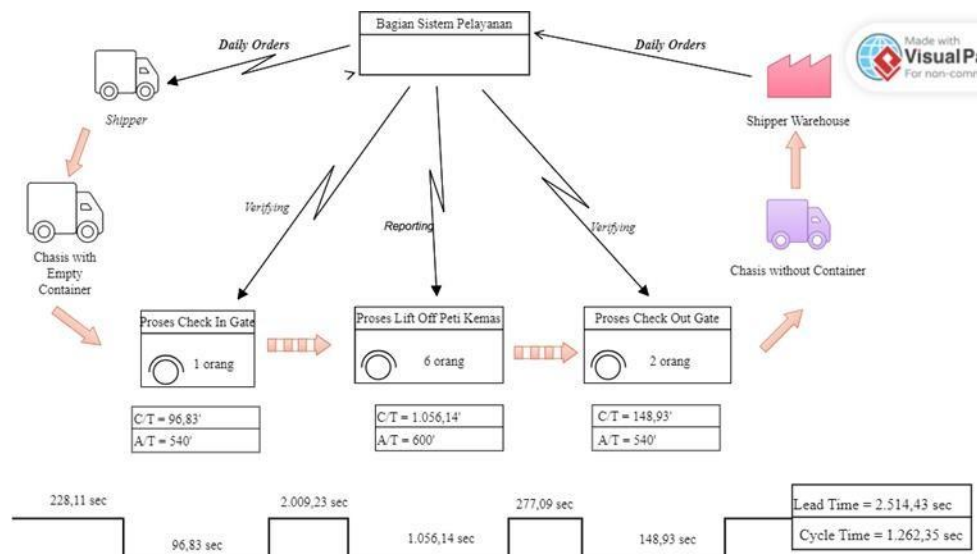 Bagian Sistem Pelayanan
Daily Orders
Daily Orders
Made with
Visual
For
Shipper
Shipper Warehouse
Verifying
Reporting
Verifying
Chasis with
Empty
Container
Chasis without Container
Proses Check In Gate
1 orang
Proses Lift Off Peti Kemas
6 orang
Proses Check Out Gate
2 orang
C/T = 96,83'
A/T = 540'
C/T = 1.056,14'
A/T = 600'
C/T = 148,93'
A/T = 540'
228,11 sec
2.009,23 sec
277,09 sec
96,83 sec
1.056,14 sec
148,93 sec
Lead Time = 2.514,43 sec
Cycle Time = 1.262,35 sec